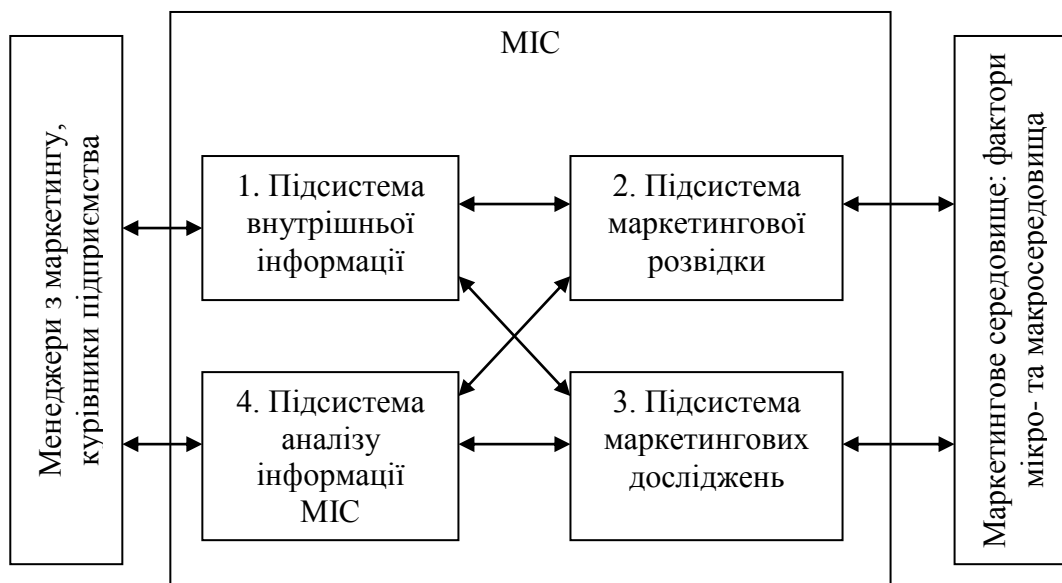 МІС
Менеджери з маркетингу,
курівники підприємства
1. Підсистема
внутрішньої
інформації
2. Підсистема
маркетингової
розвідки
4. Підсистема
аналізу
інформації
МІС
3. Підсистема
маркетингових
досліджень
Маркетингове середовище: фактори
мікро- та макросередовища